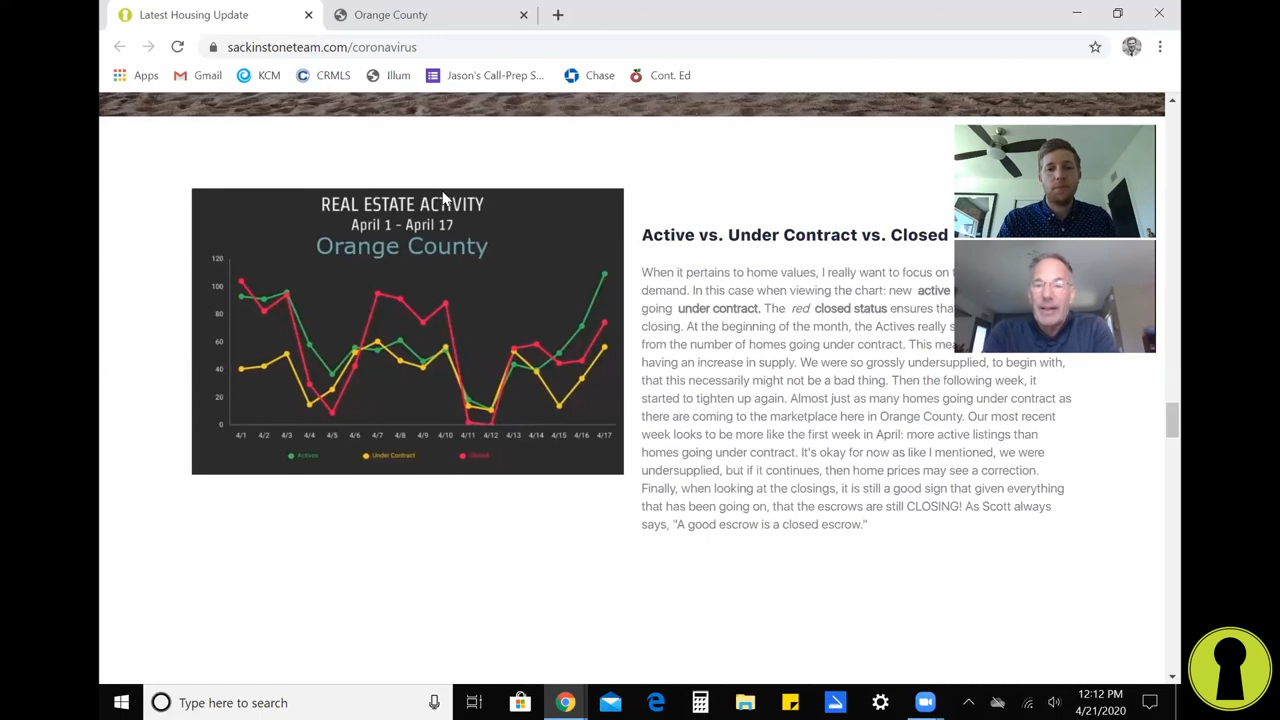 Latest Housing Update
Orange County
sackinstoneteam.com/coronavirus
Apps
Gmail
KCM
CRMLS
Illum
Jason's Call-Prep S...
Chase
Cont. Ed
REAL ESTATE ACTIVITY
April 1 - April 17
Orange County
120
100
80
60
40
20
0
4/1 4/2 4/3 4/4 4/5 4/6 4/7 4/8 4/9 4/10 4/11 4/12 4/13 4/14 4/15 4/16 4/17
Actives Under Contract Closed
Active vs. Under Contract vs. Closed
When it pertains to home values, I really want to focus on
demand. In this case when viewing the chart: new active
going under contract. The red closed status ensures
closing. At the beginning of the month, the Actives really
from the number of homes going under contract. This
having an increase in supply. We were so grossly undersupplied, to begin with,
that this necessarily might not be a bad thing. Then the following week, it
started to tighten up again. Almost just as many homes going under contract as
there are coming to the marketplace here in Orange County. Our most recent
week looks to be more like the first week in April: more active listings than
homes going under contract. It's okay for now as like I mentioned, we were
undersupplied, but if it continues, then home prices may see a correction.
Finally, when looking at the closings, it is still a good sign that given everything
that has been going on, that the escrows are still CLOSING! As Scott always
says, "A good escrow is a closed escrow."
Type here to search
12:12 PM
4/21/2020